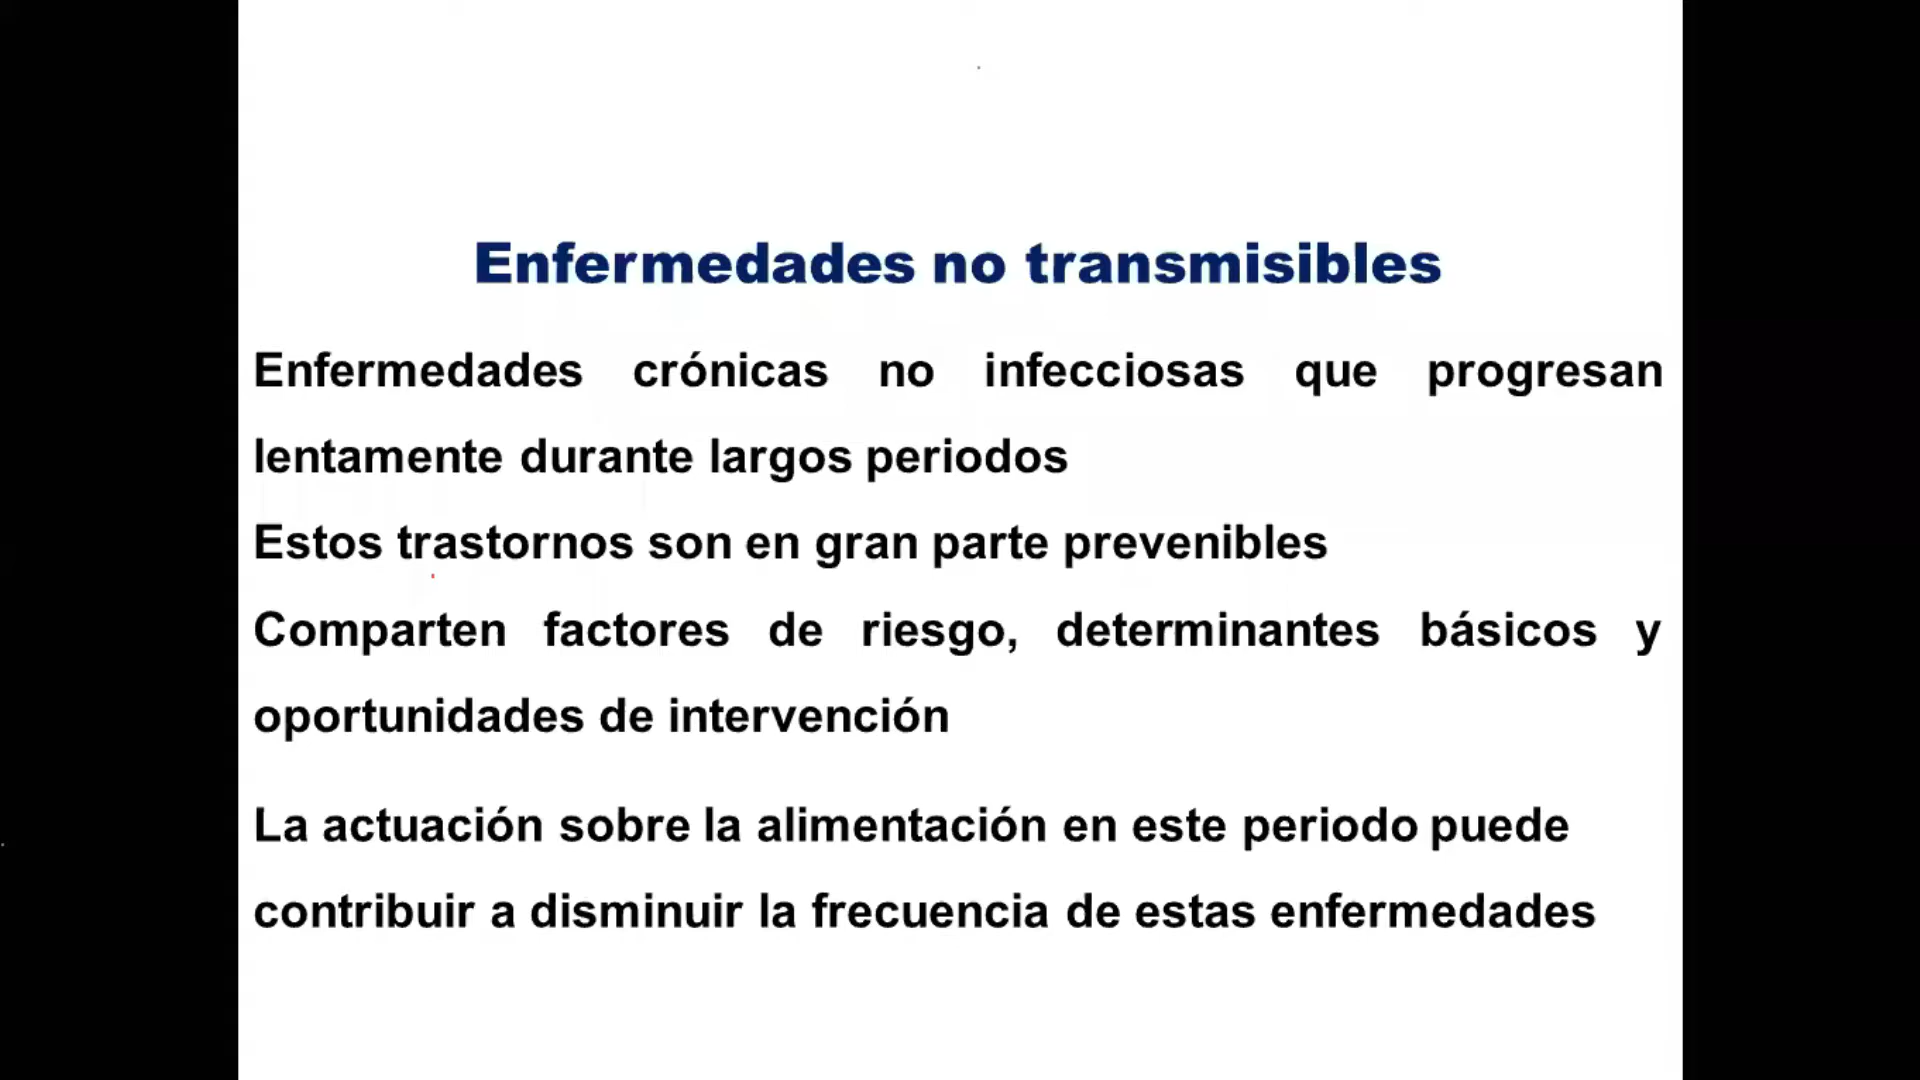 Enfermedades no transmisibles
Enfermedades crónicas no infecciosas que progresan
lentamente durante largos periodos
Estos trastornos son en gran parte prevenibles
Comparten factores de riesgo, determinantes básicos y
oportunidades de intervención
La actuación sobre la alimentación en este periodo puede
contribuir a disminuir la frecuencia de estas enfermedades